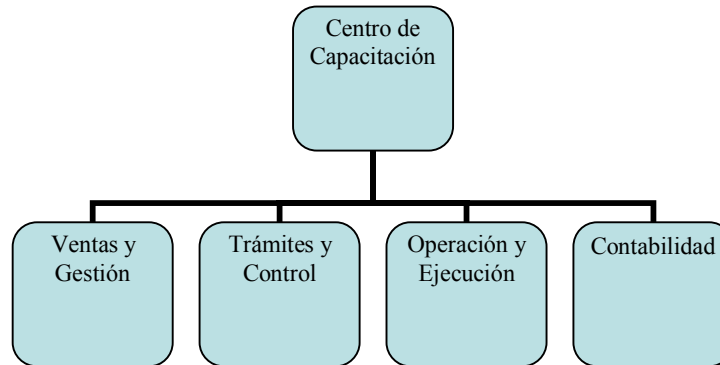 Centro de
Capacitación
Ventas y
Gestión
Trámites y
Control
Operación y
Ejecución
Contabilidad